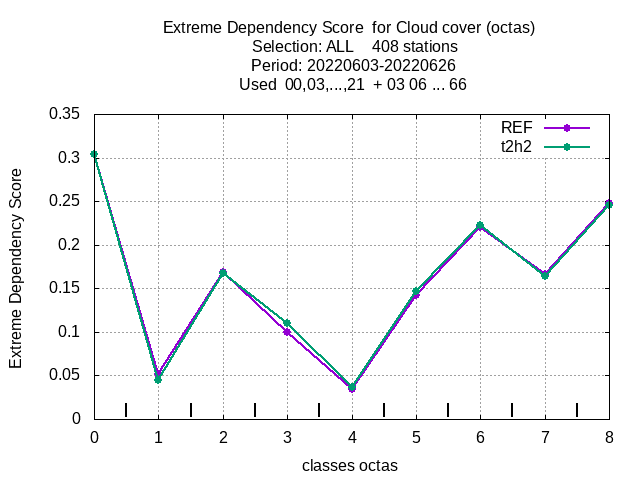 Extreme Dependency Score  for Cloud cover (octas)
Selection: ALL    408 stations
Period: 20220603-20220626
Used  00,03,...,21  + 03 06 ... 66
REF
t2h2
Extreme Dependency Score
0.35
0.3
0.25
0.2
0.15
0.1
0.05
0
0 1 2 3 4 5 6 7 8
classes octas